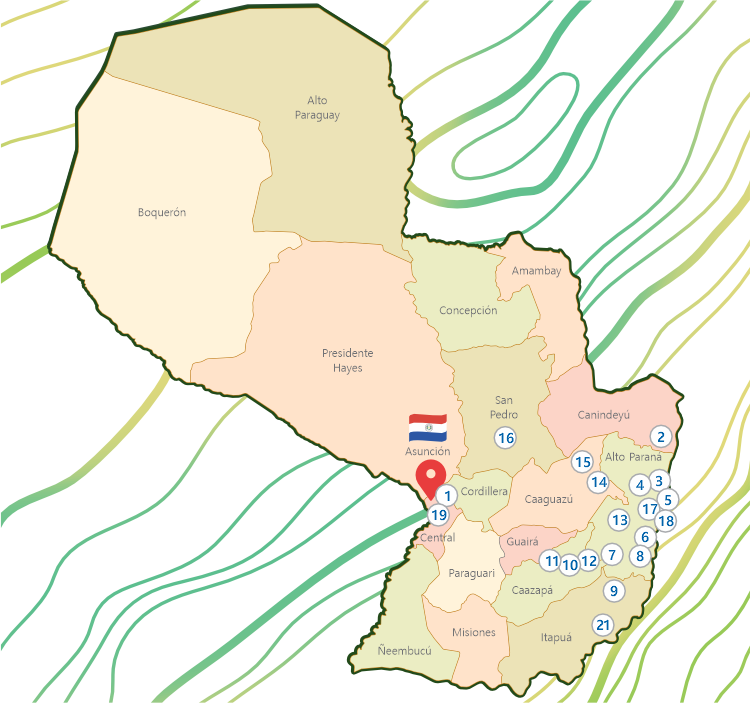 Alto
Paraguay
Boquerón
Amambay
Concepción
Presidente
Hayes
San
Pedro
Canindeyú
16
2
Asunción
Alto Paraná
15
14
4
3
Cordillera
1
Caaguazú
5
17
19
13
18
Central
Guairá
6
11
10
12
7
8
Paraguari
Caazapá
9
21
Misiones
Itapuá
Ñeembucú